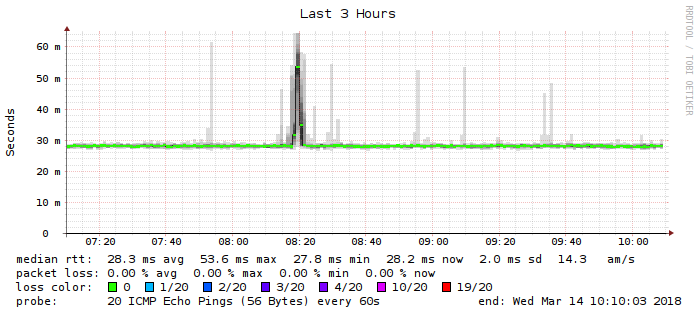 Last 3 Hours
RRDTOOL / TOBI OETIKER
Seconds
60 m
50 m
40 m
30 m
20 m
10 m
0
07:20 07:40 08:00 08:20 08:40 09:00 09:20 09:40 10:00
median rtt: 28.3 ms avg 53.6 ms max 27.8 ms min 28.2 ms now 2.0 ms sd 14.3 am/s
packet loss: 0.00 % avg 0.00 % max 0.00 % min 0.00 % now
loss color: 0 1/20 2/20 3/20 4/20 10/20 19/20
probe: 20 ICMP Echo Pings (56 Bytes) every 60s end: Wed Mar 14 10:10:03 2018